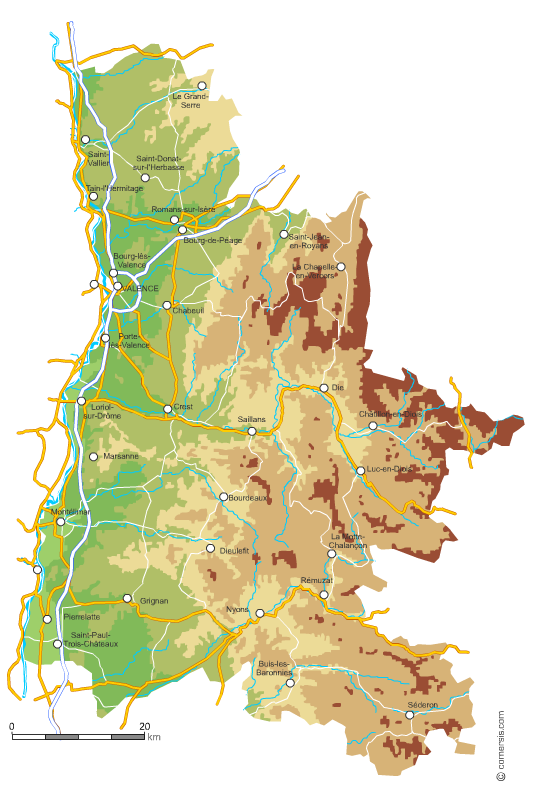 Le Grand-
Serre
Saint-
Vallier
Saint-Donat-
sur-l'Herbasse
Tain-l'Hermitage
Romans-sur-Isère
Bourg-de-Péage
Saint-Jean-
en-Royans
Bourg-lès-
Valence
La Chapelle-
en-Vercors
VALENCE
Chabeuil
Porte-
lès-Valence
Die
Loriol-
sur-Drôme
Crest
Saillans
Châtillon-en-Diois
Marsanne
Luc-en-Diois
Bourdeaux
Montélimar
La Motte-
Chalançon
Dieulefit
Rémuzat
Grignan
Nyons
Pierrelatte
Saint-Paul-
Trois-Châteaux
Buis-les-
Baronnies
Séderon
0 20
km
© comersis.com